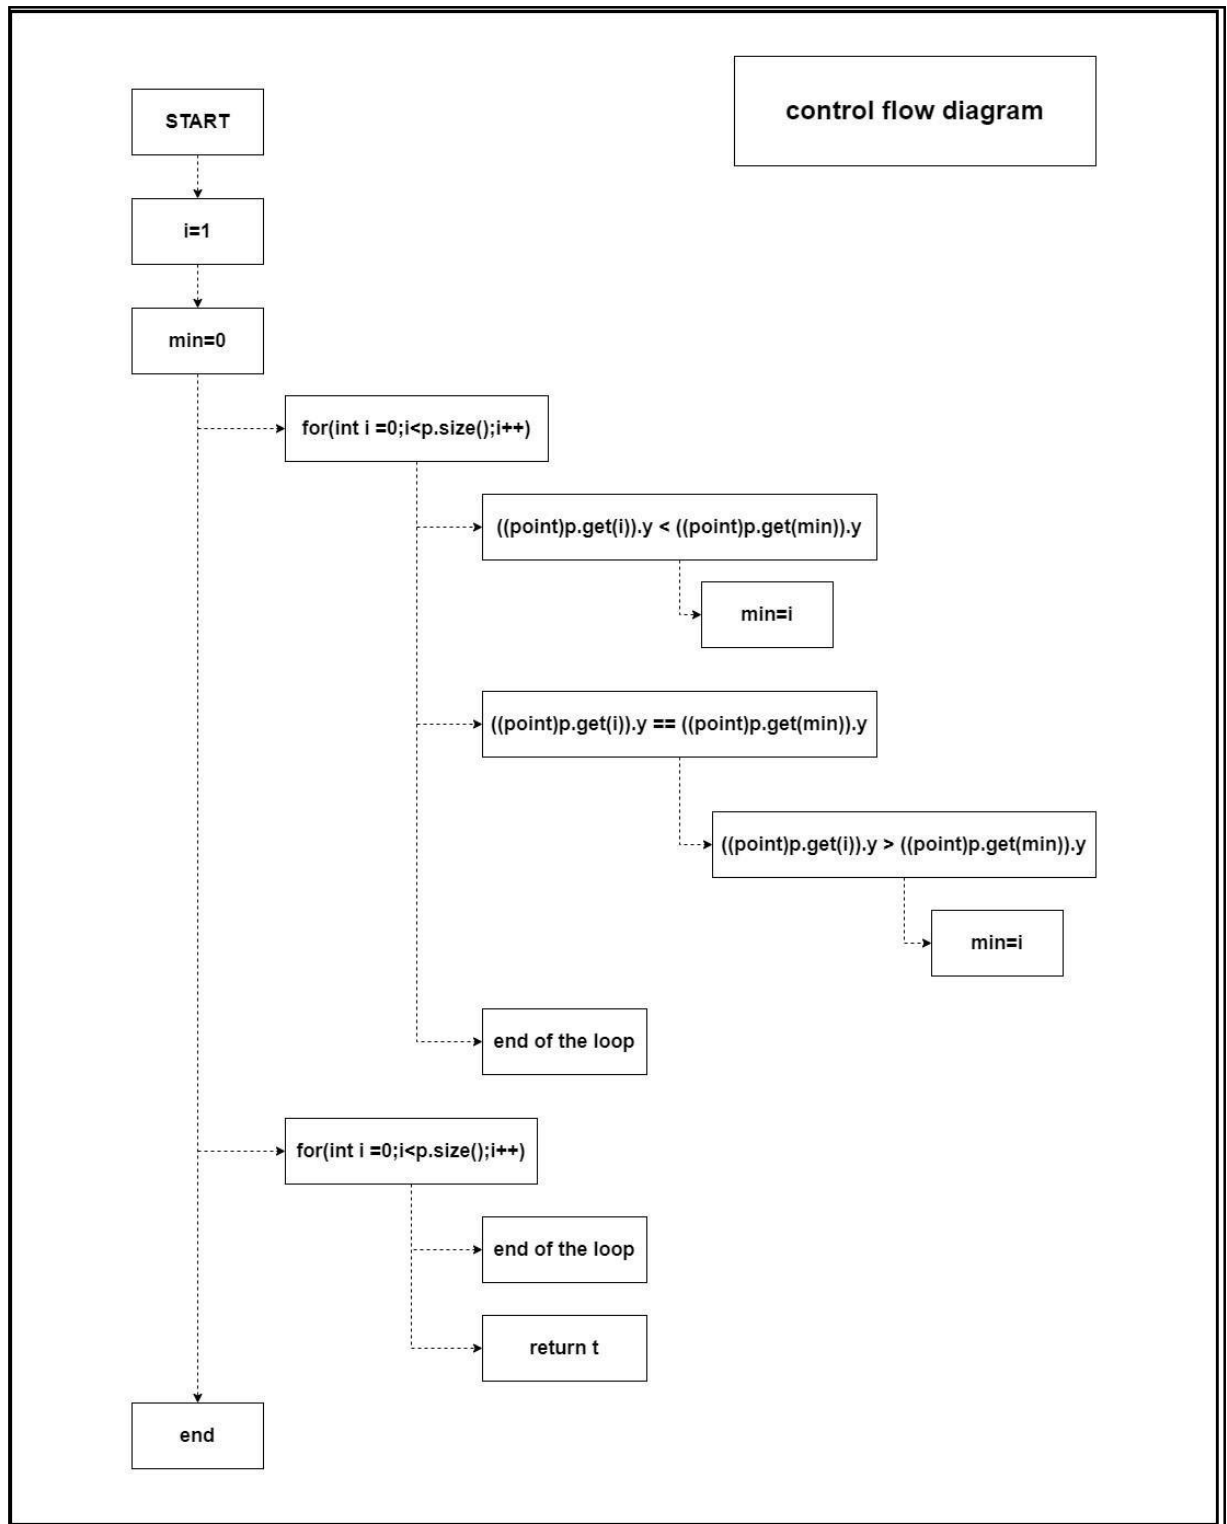 control flow diagram
START
i=1
min=0
for(int i =0;i<p.size();i++)
((point)p.get(i)).y < ((point)p.get(min)).y
min=i
((point)p.get(i)).y == ((point)p.get(min)).y
((point)p.get(i)).y > ((point)p.get(min)).y
min=i
end of the loop
for(int i =0;i<p.size();i++)
end of the loop
return t
end